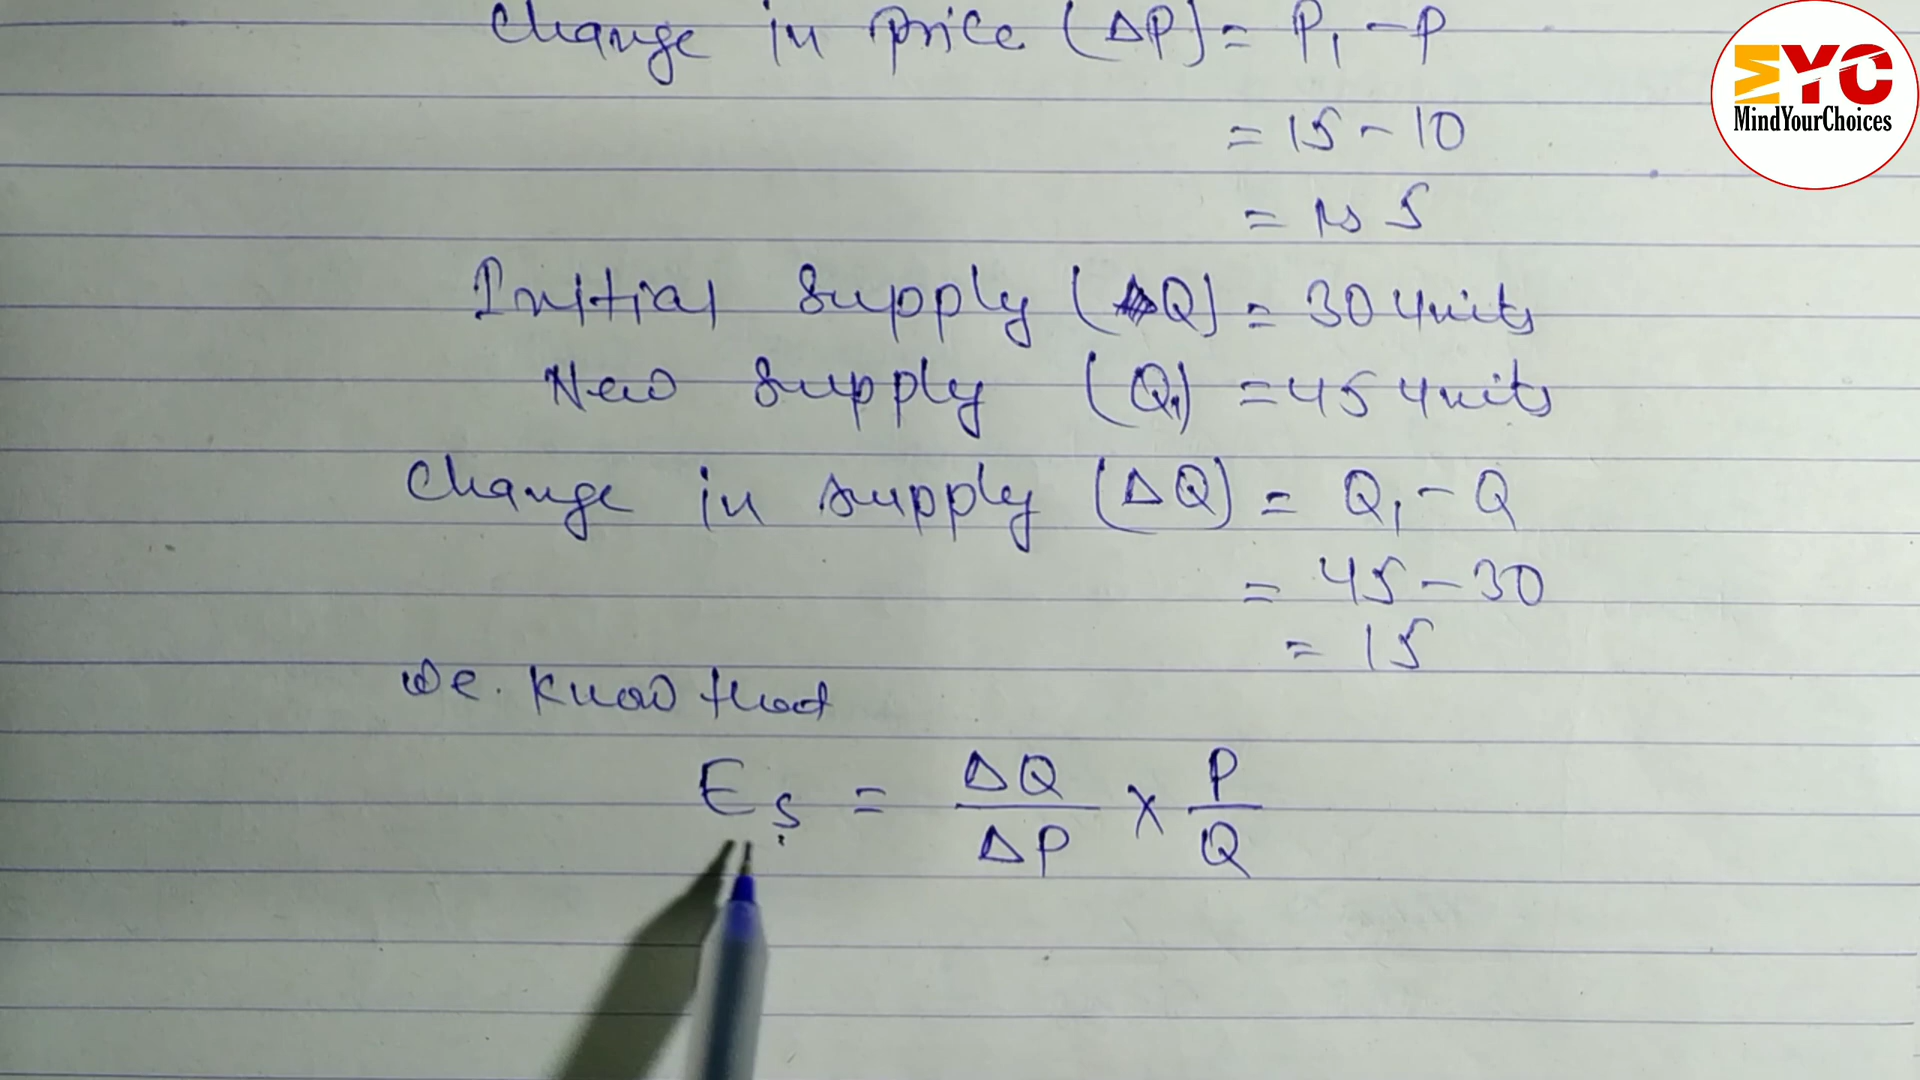 Change in Price (ΔP) = P₁ - P
= 15 - 10
= Rs 5
Initial Supply (Q) = 30 Units
New Supply (Q₁) = 45 Units
Change in supply (ΔQ) = Q₁ - Q
= 45 - 30
= 15
We know that
Es = ΔQ/ΔP × P/Q
MYC
MindYourChoices